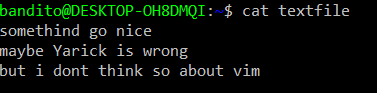 bandito@DESKTOP-OH8DMQI:~$ cat textfile
somethind go nice
maybe Yarick is wrong
but i dont think so about vim